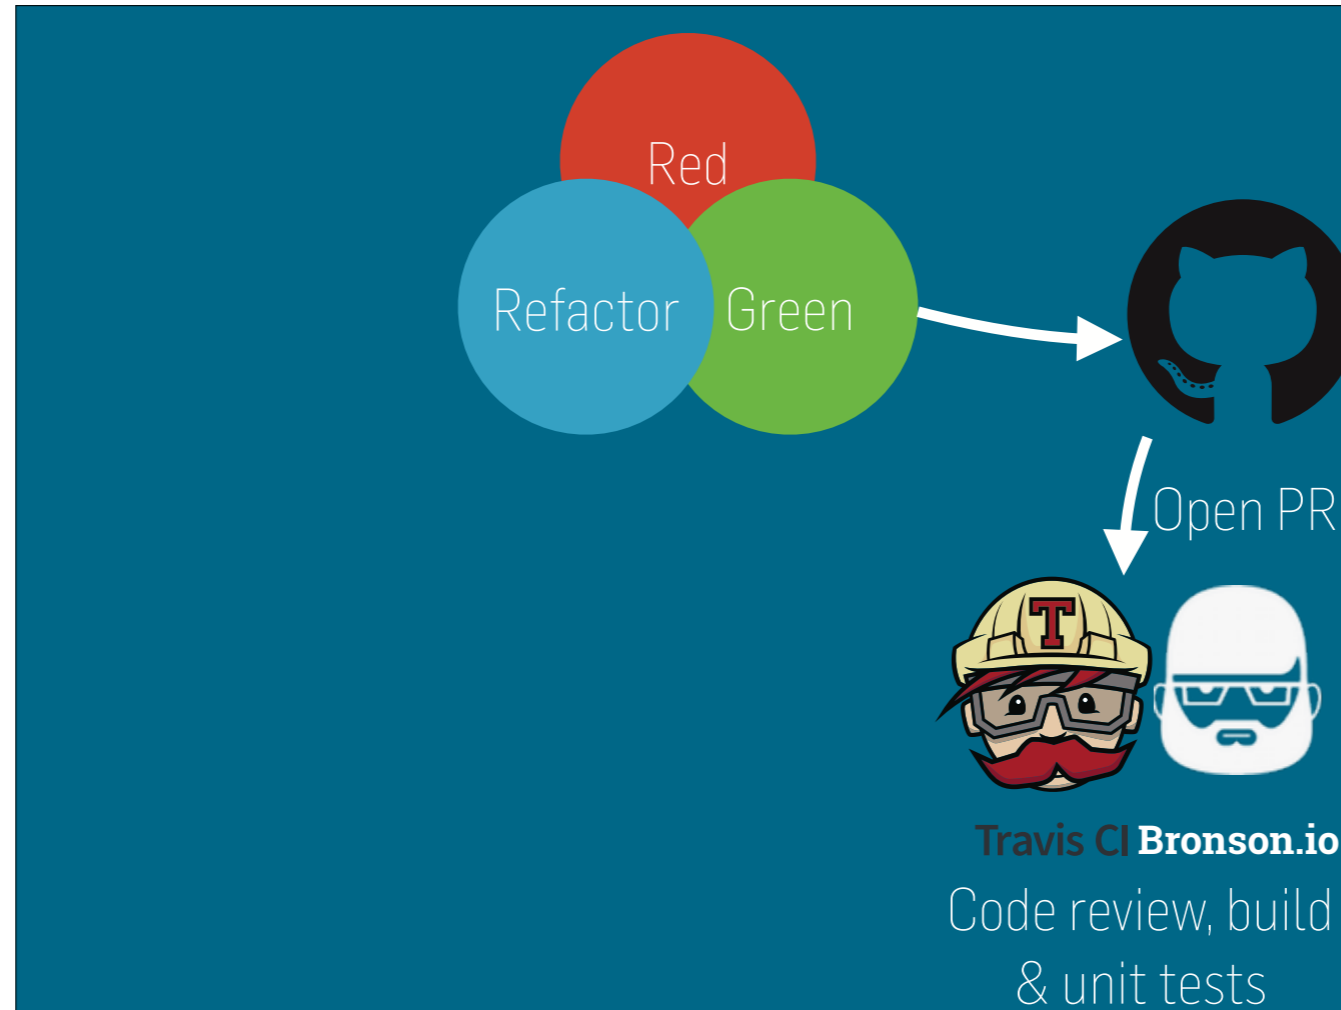 Red
Refactor
Green
Open PR
T
Travis CI
Bronson.io
Code review, build
& unit tests